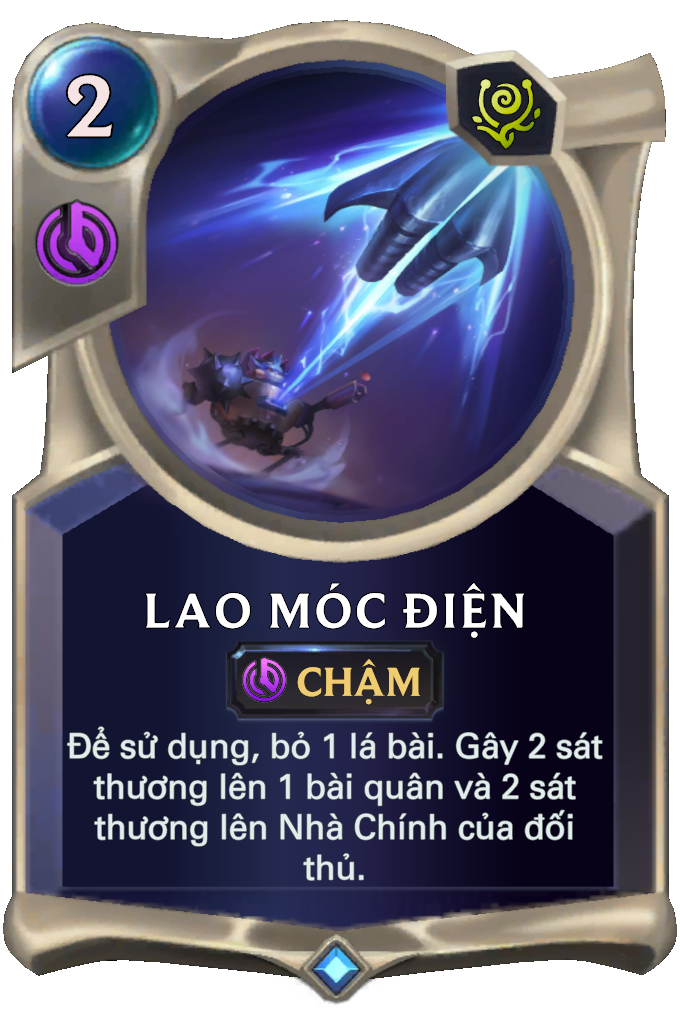 2
LAO MÓC ĐIỆN
CHẬM
Để sử dụng, bỏ 1 lá bài. Gây 2 sát
thương lên 1 bài quân và 2 sát
thương lên Nhà Chính của đối
thủ.